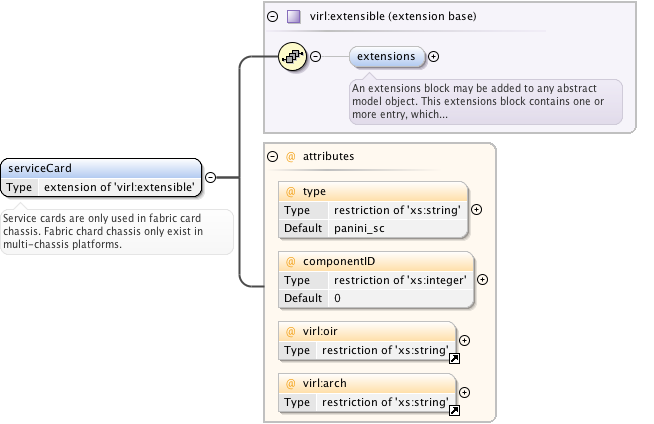 virl:extensible (extension base)
extensions
An extensions block may be added to any abstract
model object. This extensions block contains one or
more entry, which...
serviceCard
Type extension of 'virl:extensible'
Service cards are only used in fabric card
chassis. Fabric chard chassis only exist in
multi-chassis platforms.
@ attributes
@ type
Type restriction of 'xs:string'
Default panini_sc
@ componentID
Type restriction of 'xs:integer'
Default 0
@ virl:oir
Type restriction of 'xs:string'
@ virl:arch
Type restriction of 'xs:string'